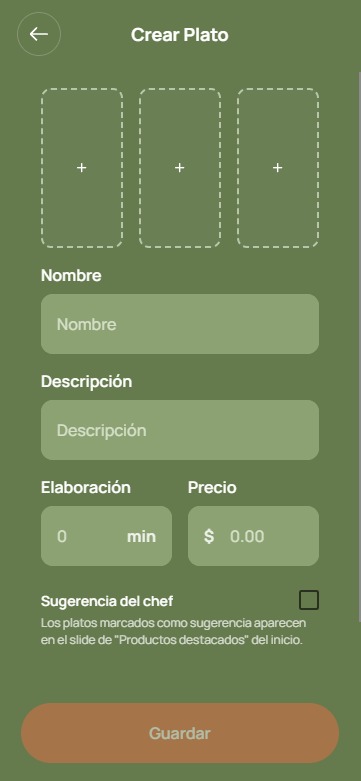 Crear Plato
+ + +
Nombre
Nombre
Descripción
Descripción
Elaboración Precio
0 min $ 0.00
Sugerencia del chef
Los platos marcados como sugerencia aparecen
en el slide de "Productos destacados" del inicio.
Guardar